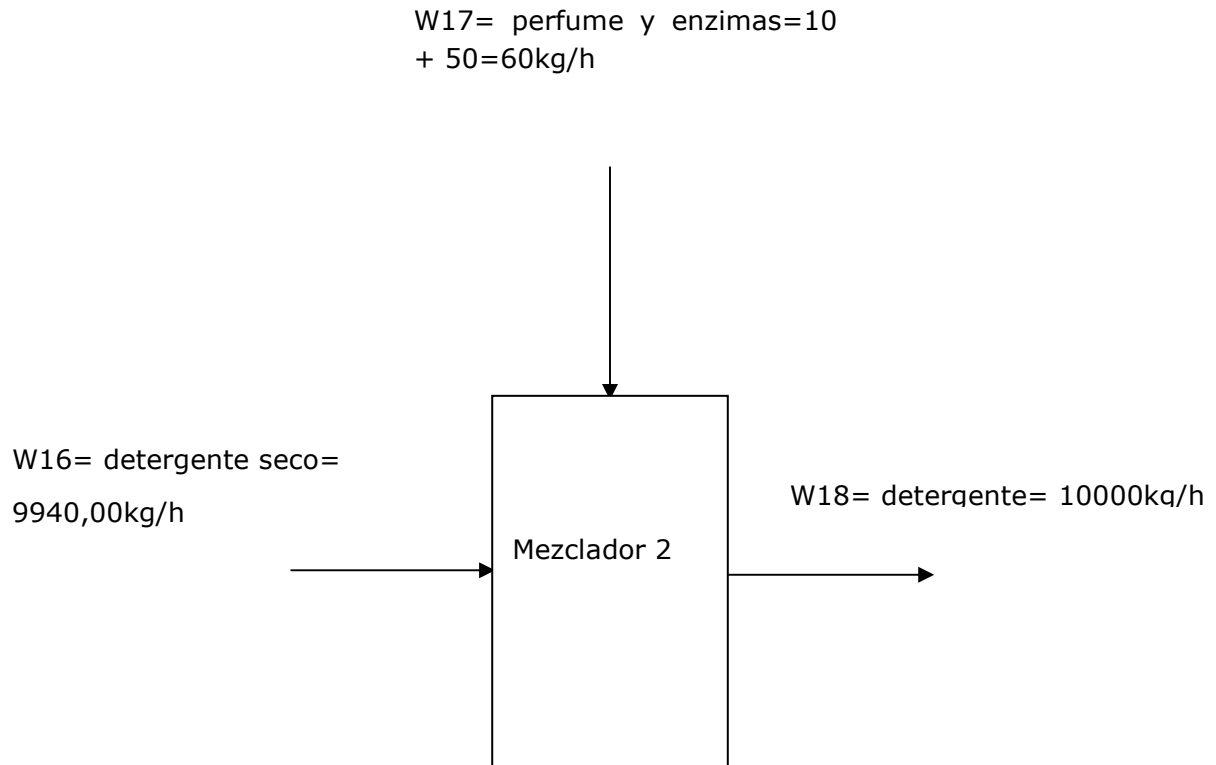 W17= perfume y enzimas=10
+ 50=60kg/h
W16= detergente seco=
9940,00kg/h
W18= detergente= 10000kg/h
Mezclador 2